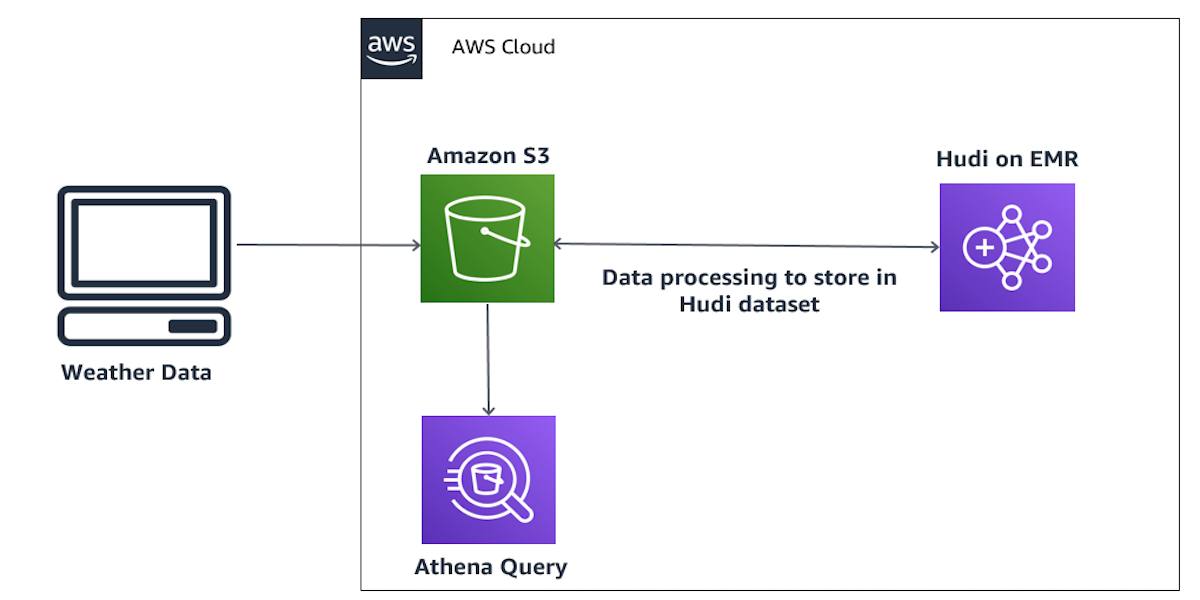 aws
AWS Cloud
Amazon S3
Hudi on EMR
Data processing to store in
Hudi dataset
Weather Data
Athena Query